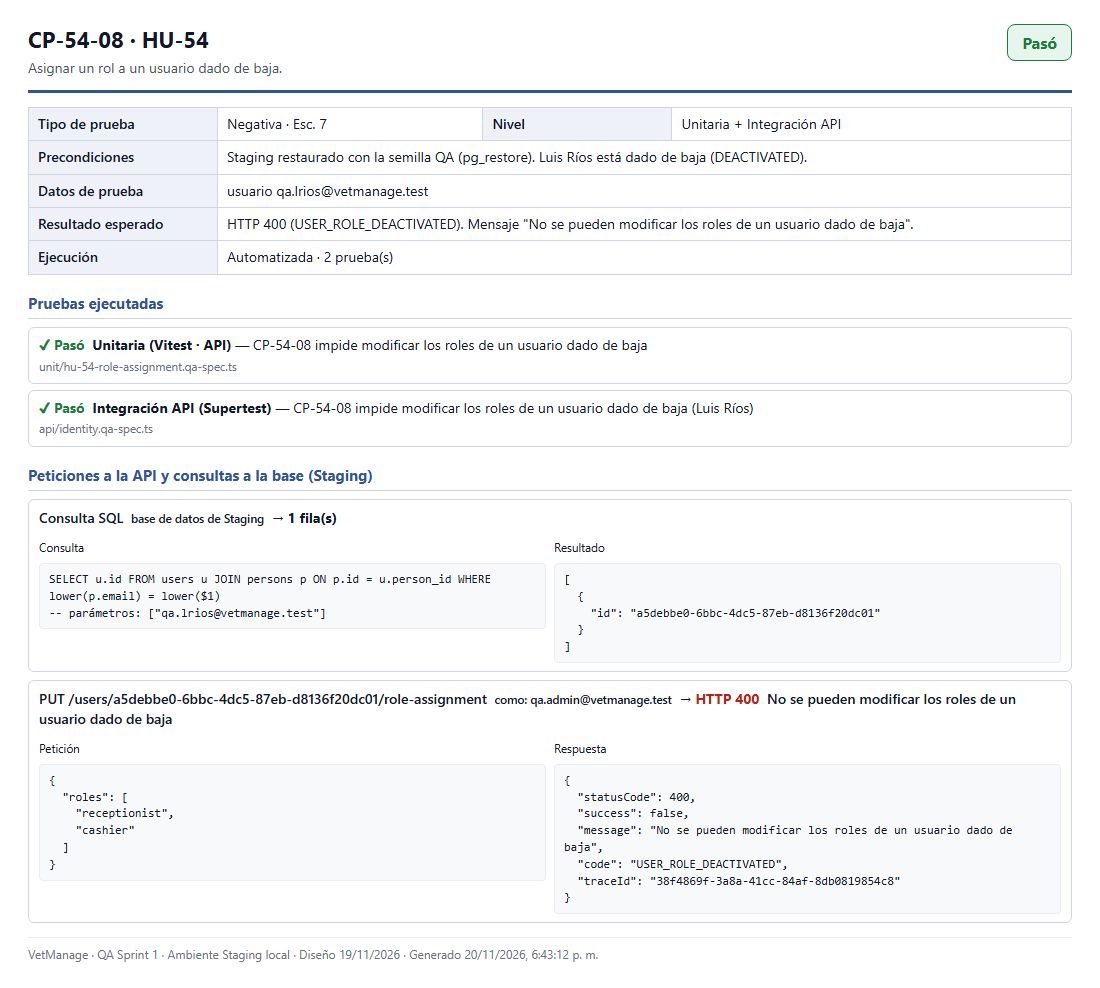 CP-54-08 · HU-54
Pasó
Asignar un rol a un usuario dado de baja.
Tipo de prueba Negativa · Esc. 7 Nivel Unitaria + Integración API
Precondiciones Staging restaurado con la semilla QA (pg_restore). Luis Ríos está dado de baja (DEACTIVATED).
Datos de prueba usuario qa.lrios@vetmanage.test
Resultado esperado HTTP 400 (USER_ROLE_DEACTIVATED). Mensaje "No se pueden modificar los roles de un usuario dado de baja".
Ejecución Automatizada · 2 prueba(s)
Pruebas ejecutadas
✓ Pasó Unitaria (Vitest · API) — CP-54-08 impide modificar los roles de un usuario dado de baja
unit/hu-54-role-assignment.qa-spec.ts
✓ Pasó Integración API (Supertest) — CP-54-08 impide modificar los roles de un usuario dado de baja (Luis Ríos)
api/identity.qa-spec.ts
Peticiones a la API y consultas a la base (Staging)
Consulta SQL base de datos de Staging → 1 fila(s)
Consulta
SELECT u.id FROM users u JOIN persons p ON p.id = u.person_id WHERE
lower(p.email) = lower($1)
-- parámetros: ["qa.lrios@vetmanage.test"]
Resultado
[
{
"id": "a5debbe0-6bbc-4dc5-87eb-d8136f20dc01"
}
]
PUT /users/a5debbe0-6bbc-4dc5-87eb-d8136f20dc01/role-assignment como: qa.admin@vetmanage.test → HTTP 400 No se pueden modificar los roles de un
usuario dado de baja
Petición
{
"roles": [
"receptionist",
"cashier"
]
}
Respuesta
{
"statusCode": 400,
"success": false,
"message": "No se pueden modificar los roles de un usuario dado de
baja",
"code": "USER_ROLE_DEACTIVATED",
"traceId": "38f4869f-3a8a-41cc-84af-8db0819854c8"
}
VetManage · QA Sprint 1 · Ambiente Staging local · Diseño 19/11/2026 · Generado 20/11/2026, 6:43:12 p. m.